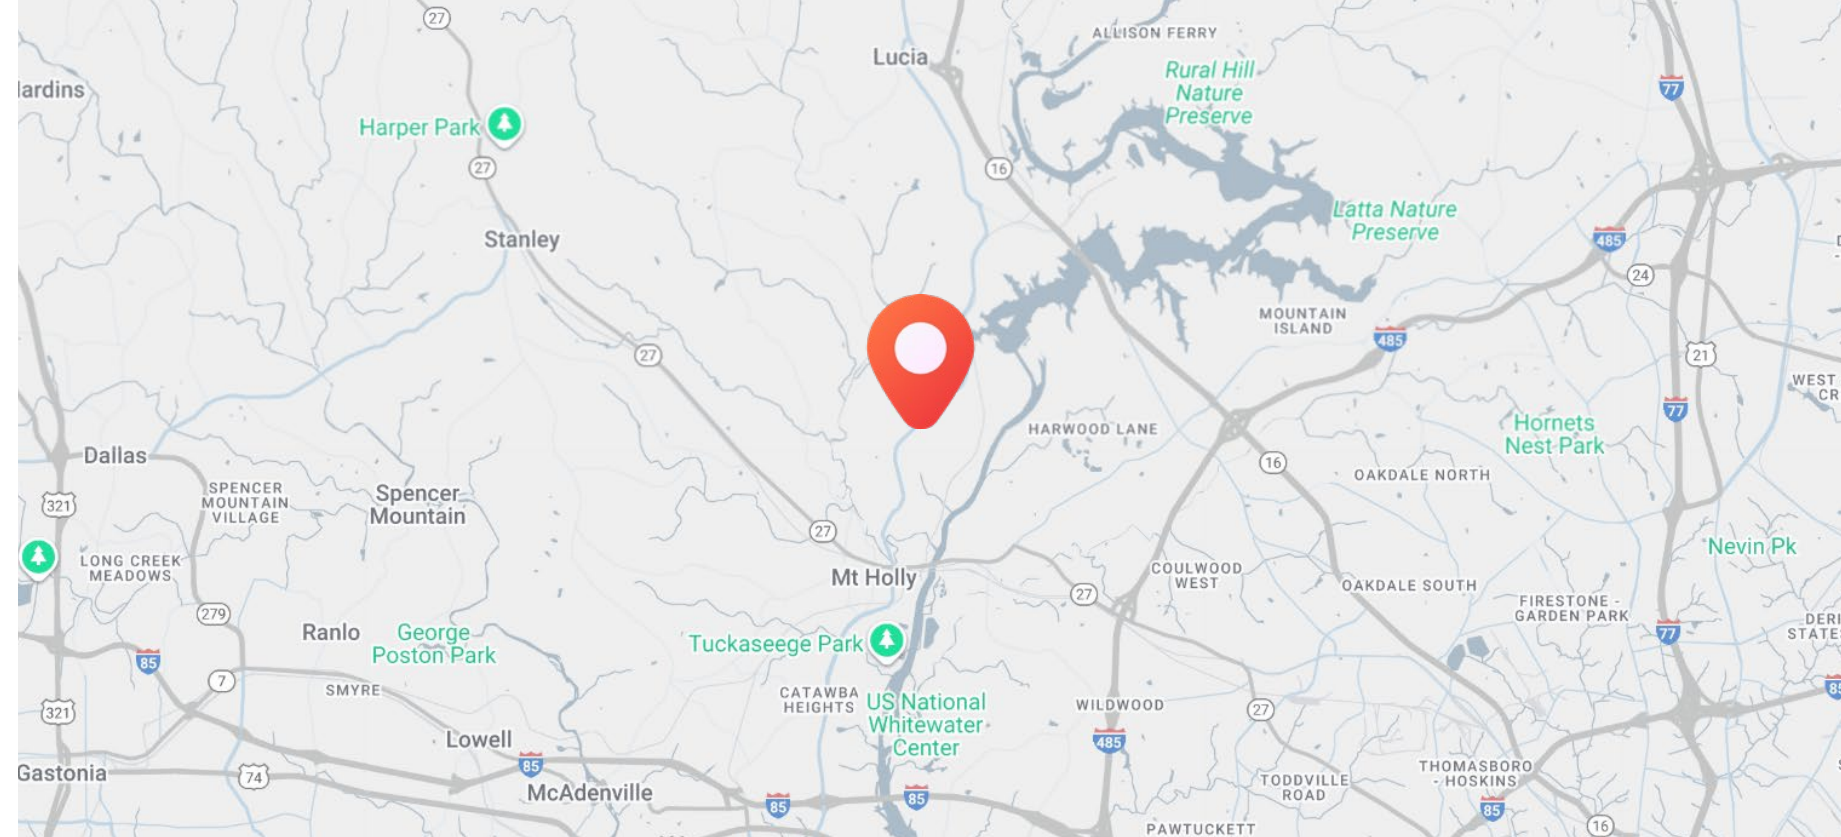 27
ALLISON FERRY
Lucia
Rural Hill
Nature
Preserve
77
Harper Park
27
16
Latta Nature
Preserve
Stanley
485
24
MOUNTAIN
ISLAND
485
27
21
WEST
CR
77
Hornets
Nest Park
HARWOOD LANE
Dallas
16
OAKDALE NORTH
SPENCER
MOUNTAIN
VILLAGE
Spencer
Mountain
321
27
LONG CREEK
MEADOWS
Nevin Pk
Mt Holly
COULWOOD
WEST
OAKDALE SOUTH
27
279
FIRESTONE -
GARDEN PARK
Ranlo
George
Poston Park
Tuckaseege Park
77
DERI
STATE
85
7
SMYRE
CATAWBA
HEIGHTS
US National
Whitewater
Center
WILDWOOD
27
85
321
Lowell
485
85
Gastonia
74
McAdenville
85
85
TODDVILLE
ROAD
THOMASBORO
- HOSKINS
85
PAWTUCKETT
16